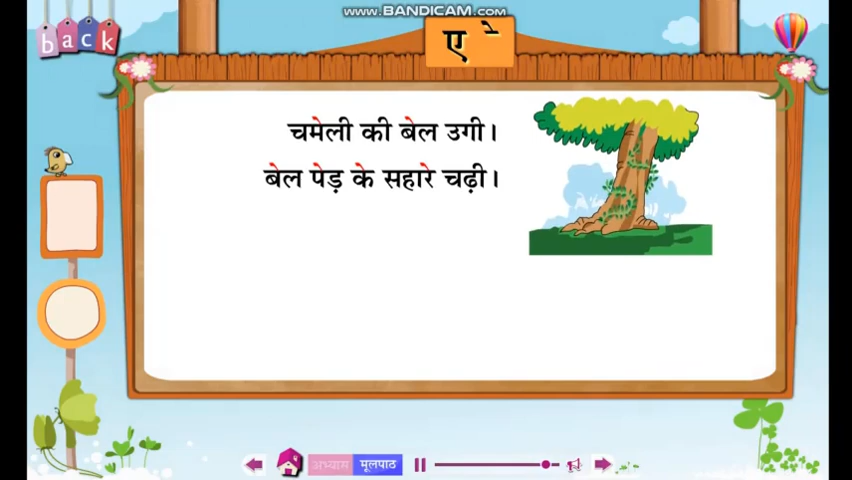 www.BANDICAM.com
back
ए े
चमेली की बेल उगी।
बेल पेड़ के सहारे चढ़ी।
अभ्यास मूलपाठ